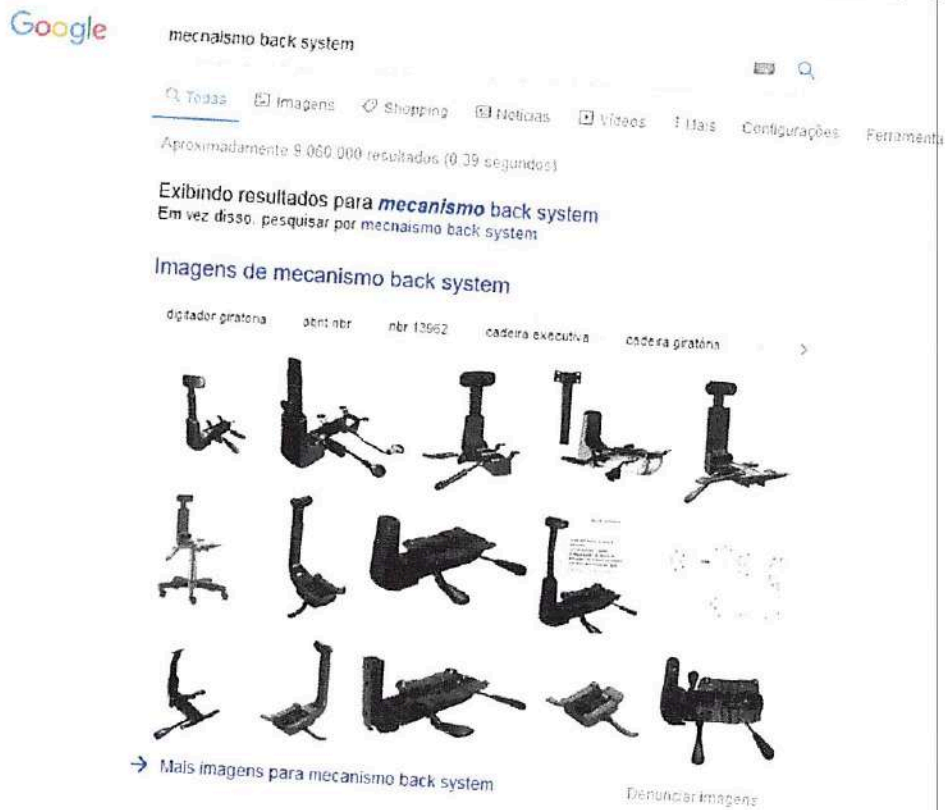 Google
mecnaismo back system
Todas Imagens Shopping Notícias Vídeos Mais Configurações Ferramenta
Aproximadamente 9.060.000 resultados (0,39 segundos)
Exibindo resultados para mecanismo back system
Em vez disso, pesquisar por mecnaismo back system
Imagens de mecanismo back system
digitador giratoria abnt nbr nbr 13962 cadeira executiva cadeira giratória
Mais imagens para mecanismo back system
Denunciar imagens